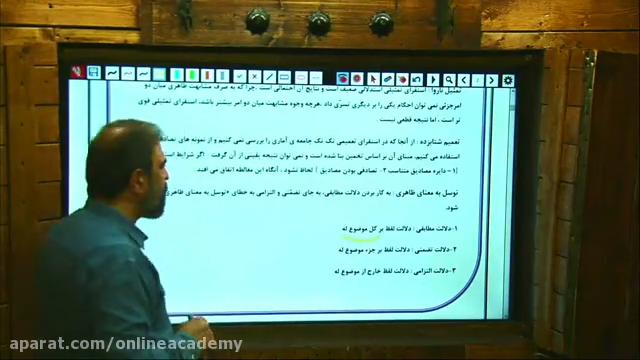 تمثیل ناروا: استقرای تمثیلی استدلالی ضعیف است و نتایج آن احتمالی است. چرا که به صرف مشابهت ظاهری میان دو
امرجزئی نمی توان احکام یکی را بر دیگری تسرّی داد .هرچه وجوه مشابهت میان دو امر بیشتر باشد، استقرای تمثیلی قوی
تر است، اما نتیجه قطعی نیست.
تعمیم شتابزده : از آنجا که در استقرای تعمیمی تک تک جامعه ی آماری را بررسی نمی کنیم و از نمونه های تصادفی
استفاده می کنیم، مبنای آن بر اساس تخمین بنا شده است و نمی توان نتیجه یقینی از آن گرفت . اگر شرایط
[۱- دایره مصادیق متناسب ۲- تصادفی بودن مصادیق] لحاظ نشود ، آنگاه این مغالطه اتفاق می افتد.
توسل به معنای ظاهری : به کار بردن دلالت مطابقی، به جای تضمّنی و التزامی به خطای «توسل به معنای ظاهری
شود.
۱-دلالت مطابقی : دلالت لفظ بر کل موضوع له
۲-دلالت تضمنی : دلالت لفظ بر جزء موضوع له
۳-دلالت التزامی : دلالت لفظ خارج از موضوع له
aparat.com/onlineacademy